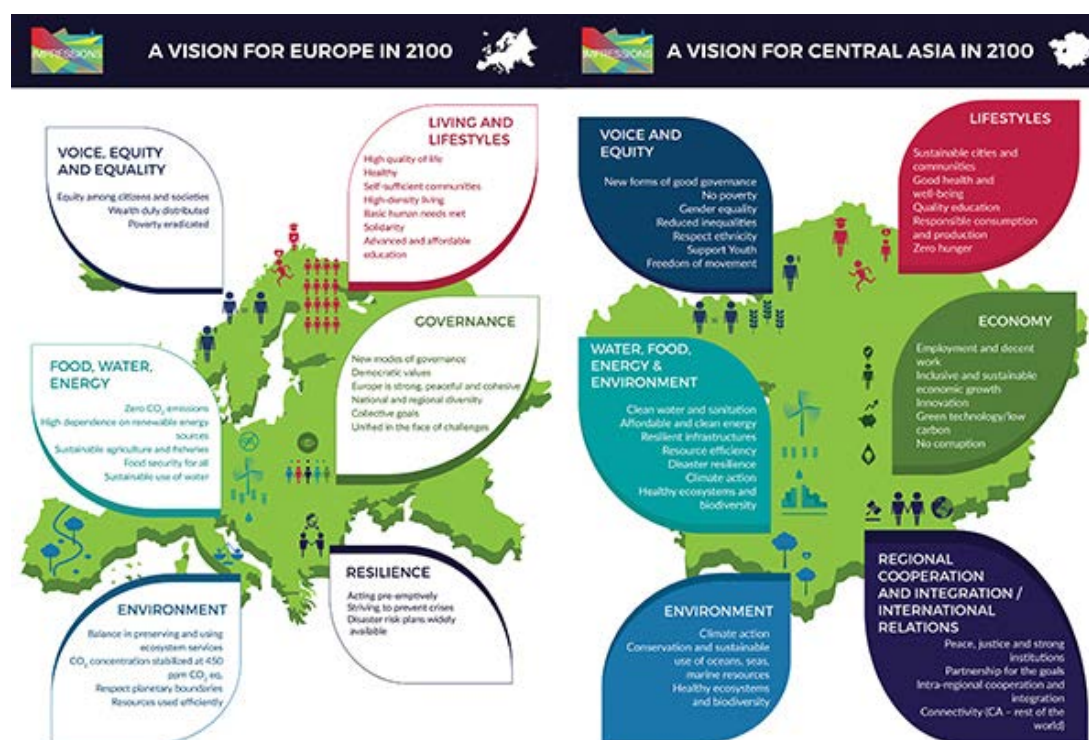 IMPRESSIONS
A VISION FOR EUROPE IN 2100
VOICE, EQUITY
AND EQUALITY
Equity among citizens and societies
Wealth duly distributed
Poverty eradicated
LIVING AND
LIFESTYLES
High quality of life
Healthy
Self-sufficient communities
High-density living
Basic human needs met
Solidarity
Advanced and affordable
education
FOOD, WATER,
ENERGY
Zero CO₂ emissions
High dependence on renewable energy
sources
Sustainable agriculture and fisheries
Food security for all
Sustainable use of water
GOVERNANCE
New modes of governance
Democratic values
Europe is strong, peaceful and cohesive
National and regional diversity
Collective goals
Unified in the face of challenges
ENVIRONMENT
Balance in preserving and using
ecosystem services
CO₂ concentration stabilized at 450
ppm CO₂ eq.
Respect planetary boundaries
Resources used efficiently
RESILIENCE
Acting pre-emptively
Striving to prevent crises
Disaster risk plans widely
available
IMPRESSIONS
A VISION FOR CENTRAL ASIA IN 2100
VOICE AND
EQUITY
New forms of good governance
No poverty
Gender equality
Reduced inequalities
Respect ethnicity
Support Youth
Freedom of movement
LIFESTYLES
Sustainable cities and
communities
Good health and
well-being
Quality education
Responsible consumption
and production
Zero hunger
WATER, FOOD,
ENERGY &
ENVIRONMENT
Clean water and sanitation
Affordable and clean energy
Resilient infrastructures
Resource efficiency
Disaster resilience
Climate action
Healthy ecosystems and
biodiversity
ECONOMY
Employment and decent
work
Inclusive and sustainable
economic growth
Innovation
Green technology/low
carbon
No corruption
ENVIRONMENT
Climate action
Conservation and sustainable
use of oceans, seas,
marine resources
Healthy ecosystems
and biodiversity
REGIONAL
COOPERATION
AND INTEGRATION /
INTERNATIONAL
RELATIONS
Peace, justice and strong
institutions
Partnership for the goals
Intra-regional cooperation and
integration
Connectivity (CA – rest of the
world)